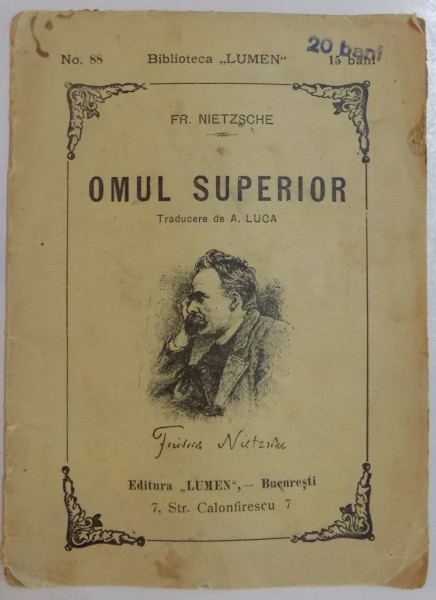 No. 88 Biblioteca „LUMEN“ 15 bani
20 bani
FR. NIETZSCHE
OMUL SUPERIOR
Traducere de A. LUCA
Friedrich Nietzsche
Editura „LUMEN“,— Bucureşti
7, Str. Calonfirescu 7